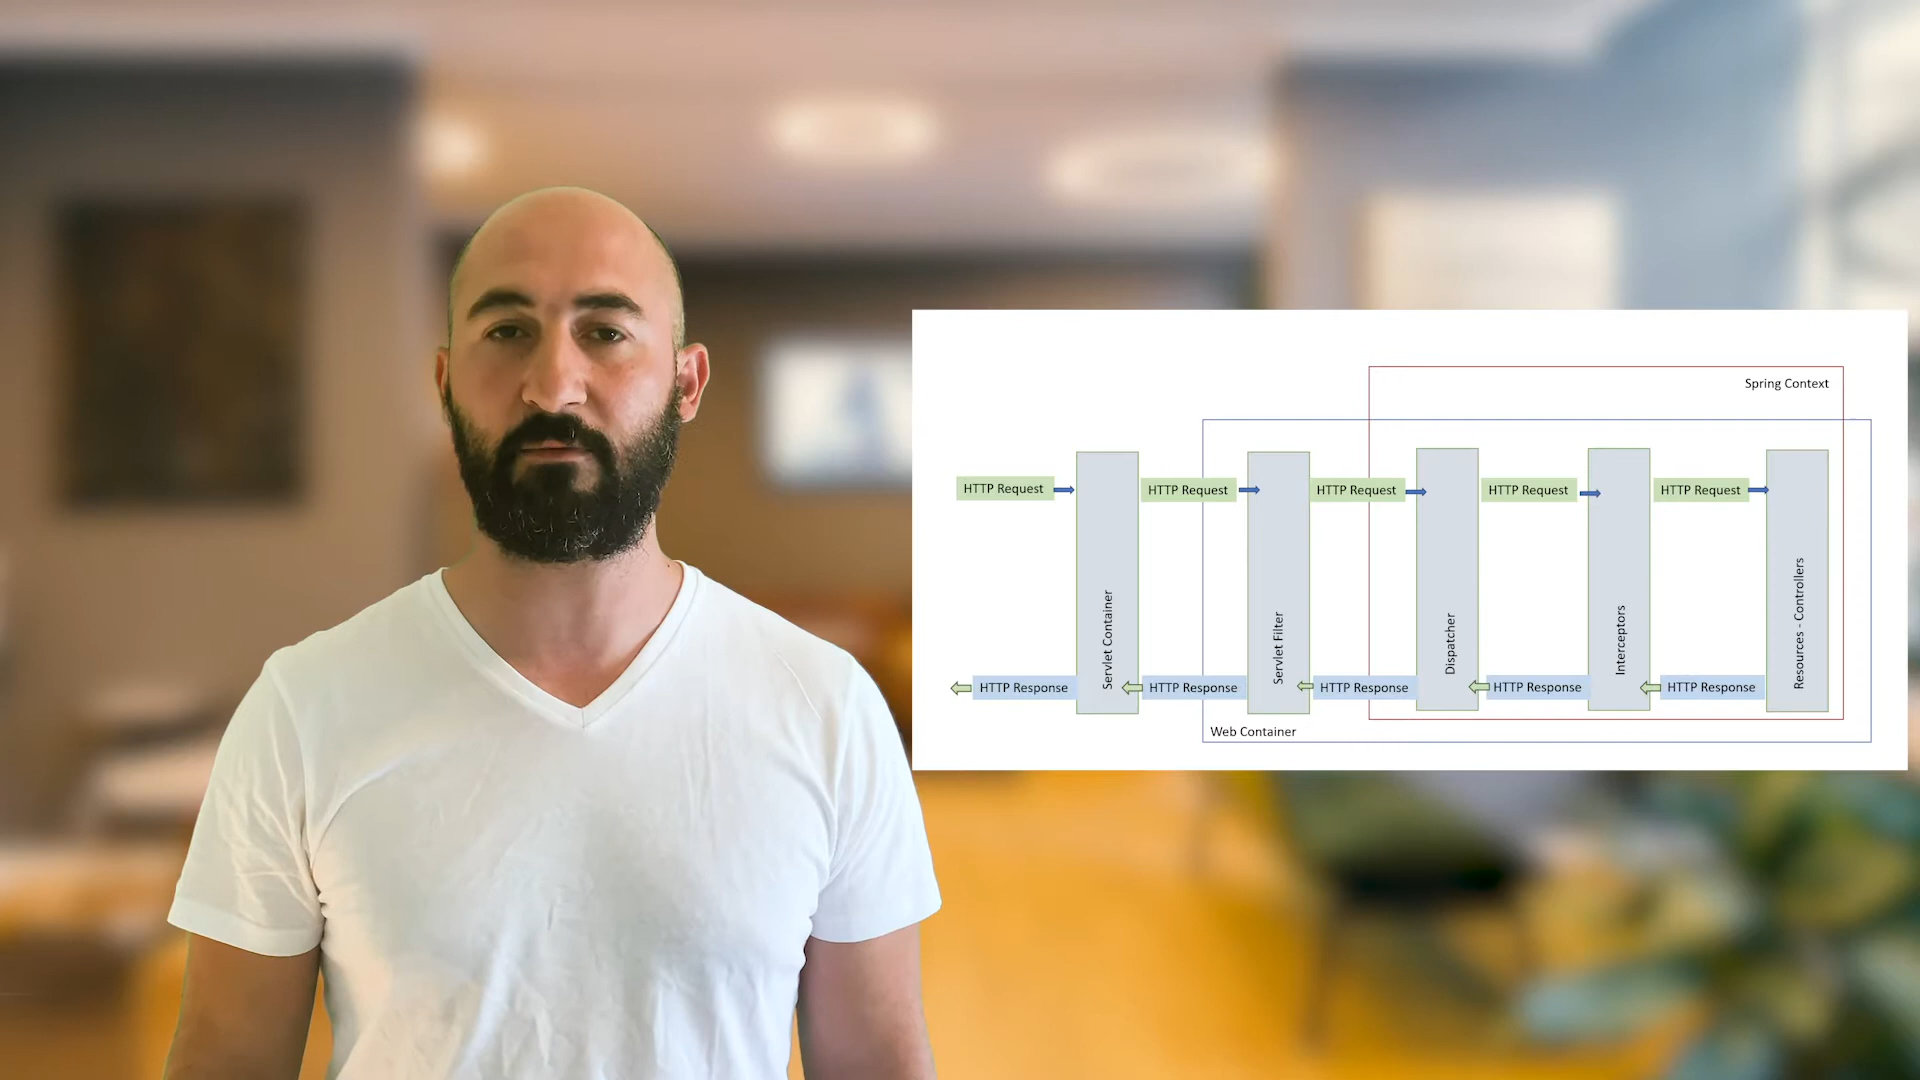 Spring Context
HTTP Request
HTTP Request
HTTP Request
HTTP Request
HTTP Request
Servlet Container
Servlet Filter
Dispatcher
Interceptors
Resources - Controllers
HTTP Response
HTTP Response
HTTP Response
HTTP Response
HTTP Response
Web Container